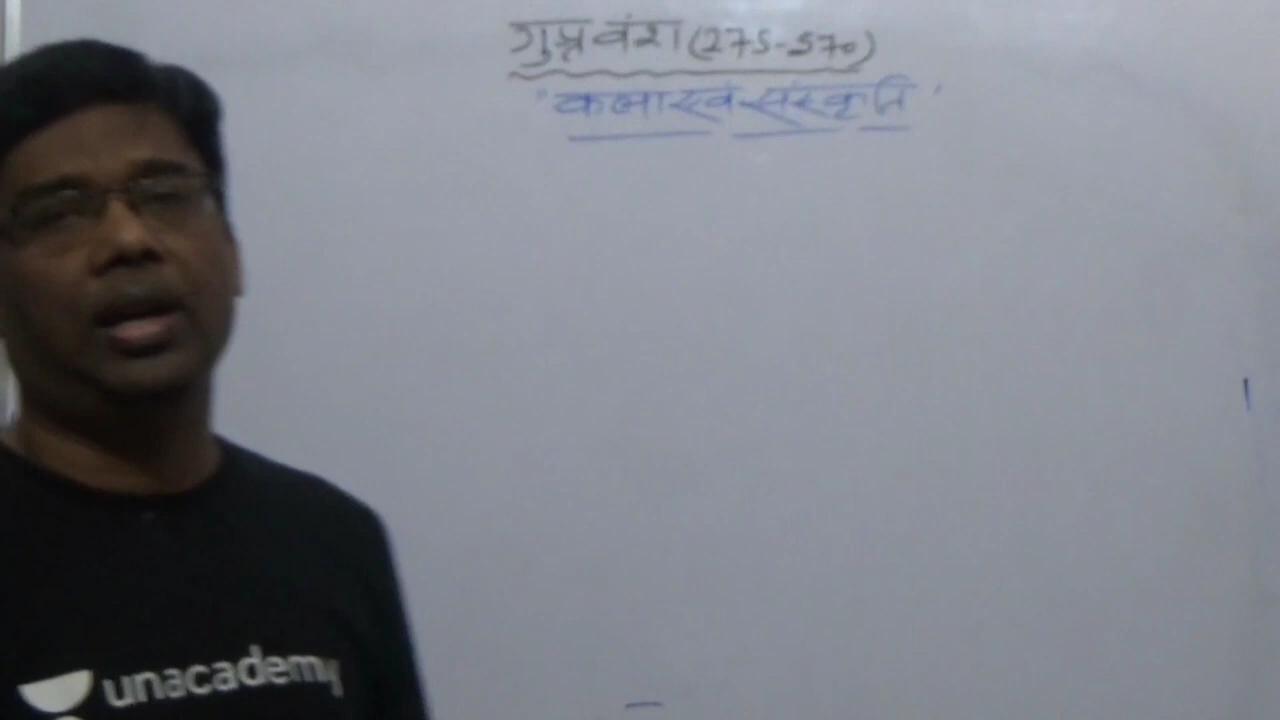 गुप्त वंश (275-570)
"कला एवं संस्कृति"
unacademy